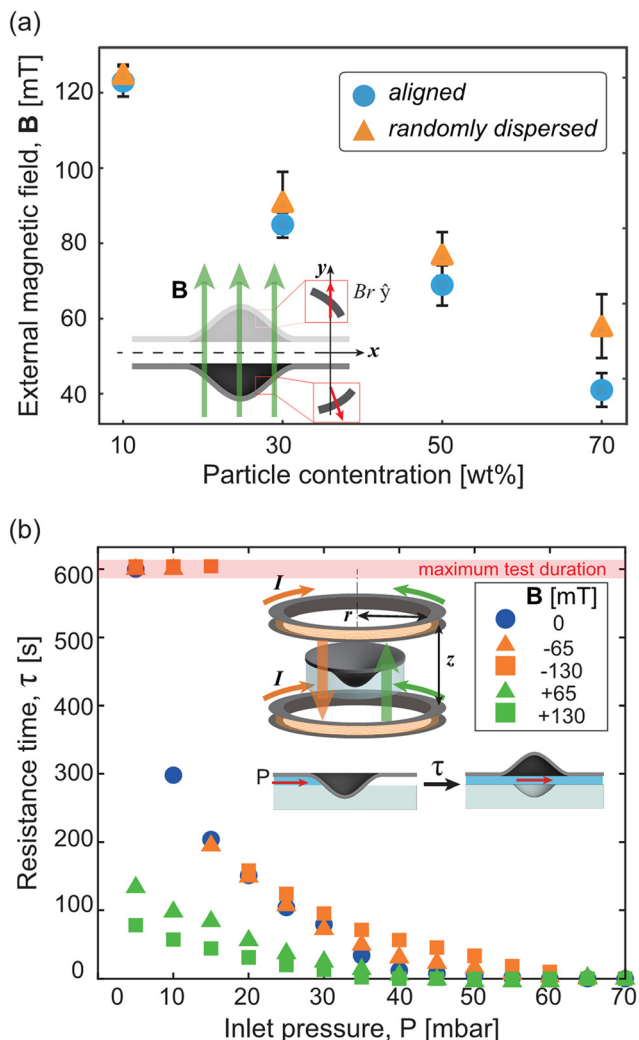 (a)
External magnetic field, B [mT]
120
100
80
60
40
aligned
randomly dispersed
B
y
Br ŷ
x
10
30
50
70
Particle contentration [wt%]
(b)
Resistance time, τ [s]
600
500
400
300
200
100
0
maximum test duration
I
r
z
I
B [mT]
0
-65
-130
+65
+130
P
τ
0
10
20
30
40
50
60
70
Inlet pressure, P [mbar]